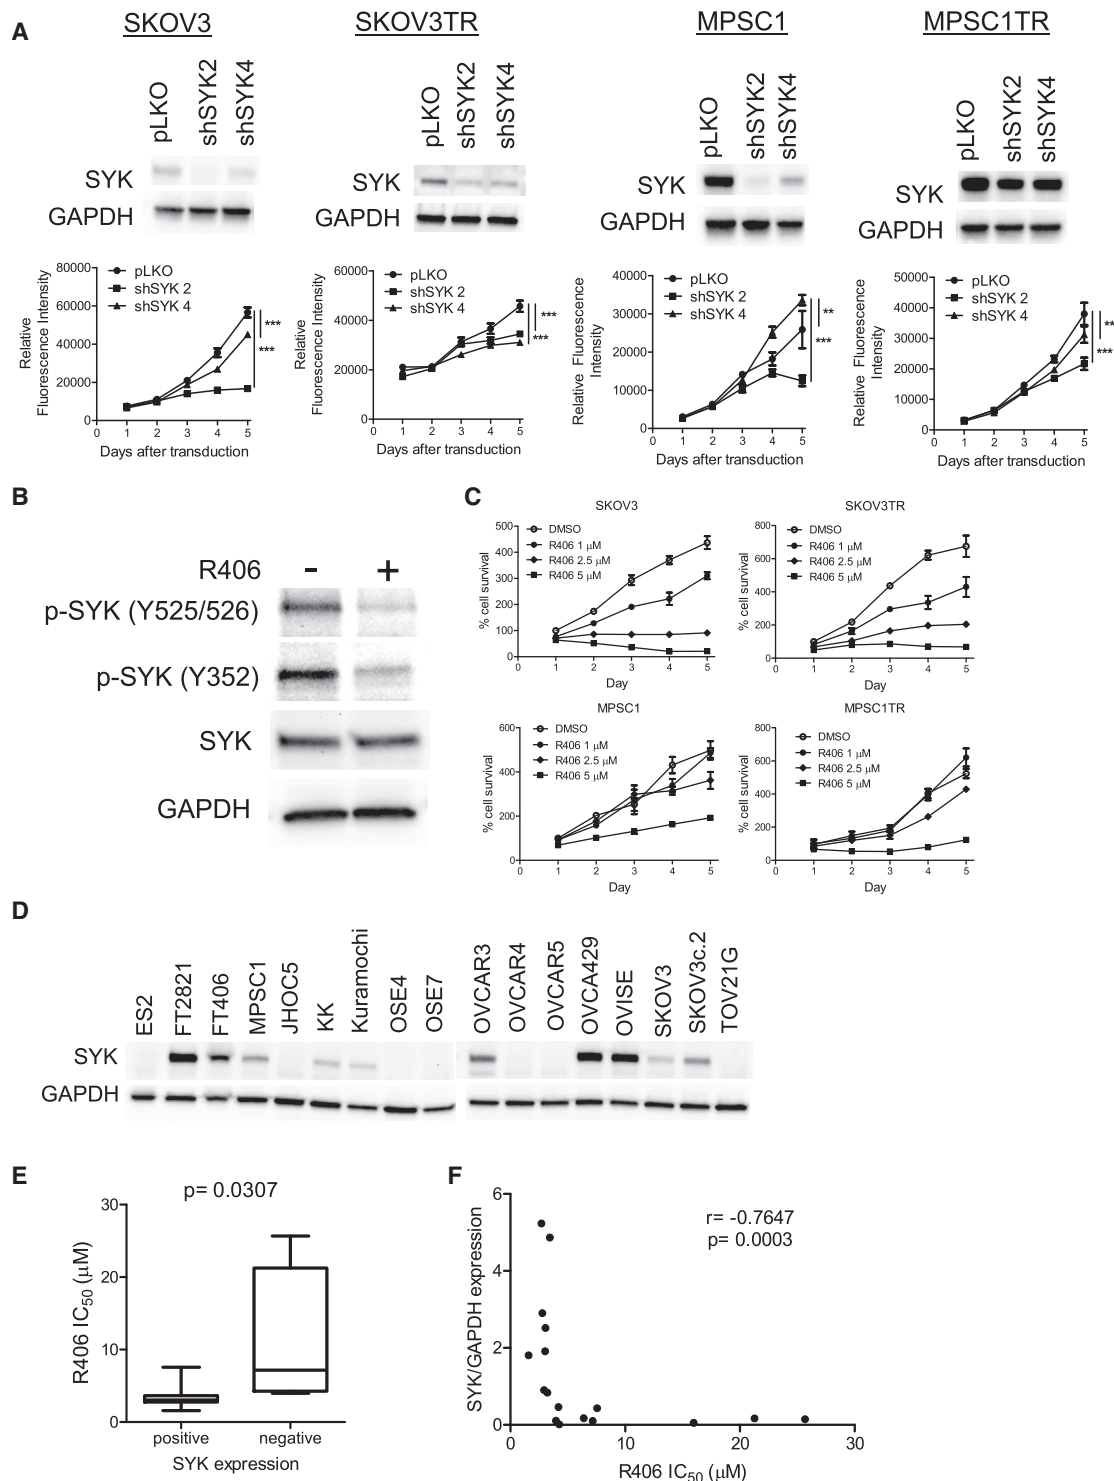 A
SKOV3
SKOV3TR
MPSC1
MPSC1TR
pLKO
shSYK2
shSYK4
SYK
GAPDH
pLKO
shSYK2
shSYK4
SYK
GAPDH
pLKO
shSYK2
shSYK4
SYK
GAPDH
pLKO
shSYK2
shSYK4
SYK
GAPDH
Relative
Fluorescence Intensity
80000
60000
40000
20000
0
pLKO
shSYK 2
shSYK 4
***
***
0 1 2 3 4 5
Days after transduction
Relative
Fluorescence Intensity
60000
40000
20000
0
pLKO
shSYK 2
shSYK 4
***
***
0 1 2 3 4 5
Days after transduction
Relative Fluorescence
Intensity
40000
30000
20000
10000
0
pLKO
shSYK 2
shSYK 4
**
***
0 1 2 3 4 5
Days after transduction
Relative Fluorescence
Intensity
50000
40000
30000
20000
10000
0
pLKO
shSYK 2
shSYK 4
**
***
0 1 2 3 4 5
Days after transduction
B
R406 - +
p-SYK (Y525/526)
p-SYK (Y352)
SYK
GAPDH
C
SKOV3
% cell survival
500
400
300
200
100
0
DMSO
R406 1 μM
R406 2.5 μM
R406 5 μM
0 1 2 3 4 5
Day
SKOV3TR
% cell survival
800
600
400
200
0
DMSO
R406 1 μM
R406 2.5 μM
R406 5 μM
0 1 2 3 4 5
Day
MPSC1
% cell survival
600
400
200
0
DMSO
R406 1 μM
R406 2.5 μM
R406 5 μM
0 1 2 3 4 5
Day
MPSC1TR
% cell survival
800
600
400
200
0
DMSO
R406 1 μM
R406 2.5 μM
R406 5 μM
0 1 2 3 4 5
Day
D
ES2
FT2821
FT406
MPSC1
JHOC5
KK
Kuramochi
OSE4
OSE7
OVCAR3
OVCAR4
OVCAR5
OVCA429
OVISE
SKOV3
SKOV3c.2
TOV21G
SYK
GAPDH
E
p= 0.0307
R406 IC50 (μM)
30
20
10
0
positive negative
SYK expression
F
r= -0.7647
p= 0.0003
SYK/GAPDH expression
6
4
2
0
0 10 20 30
R406 IC50 (μM)